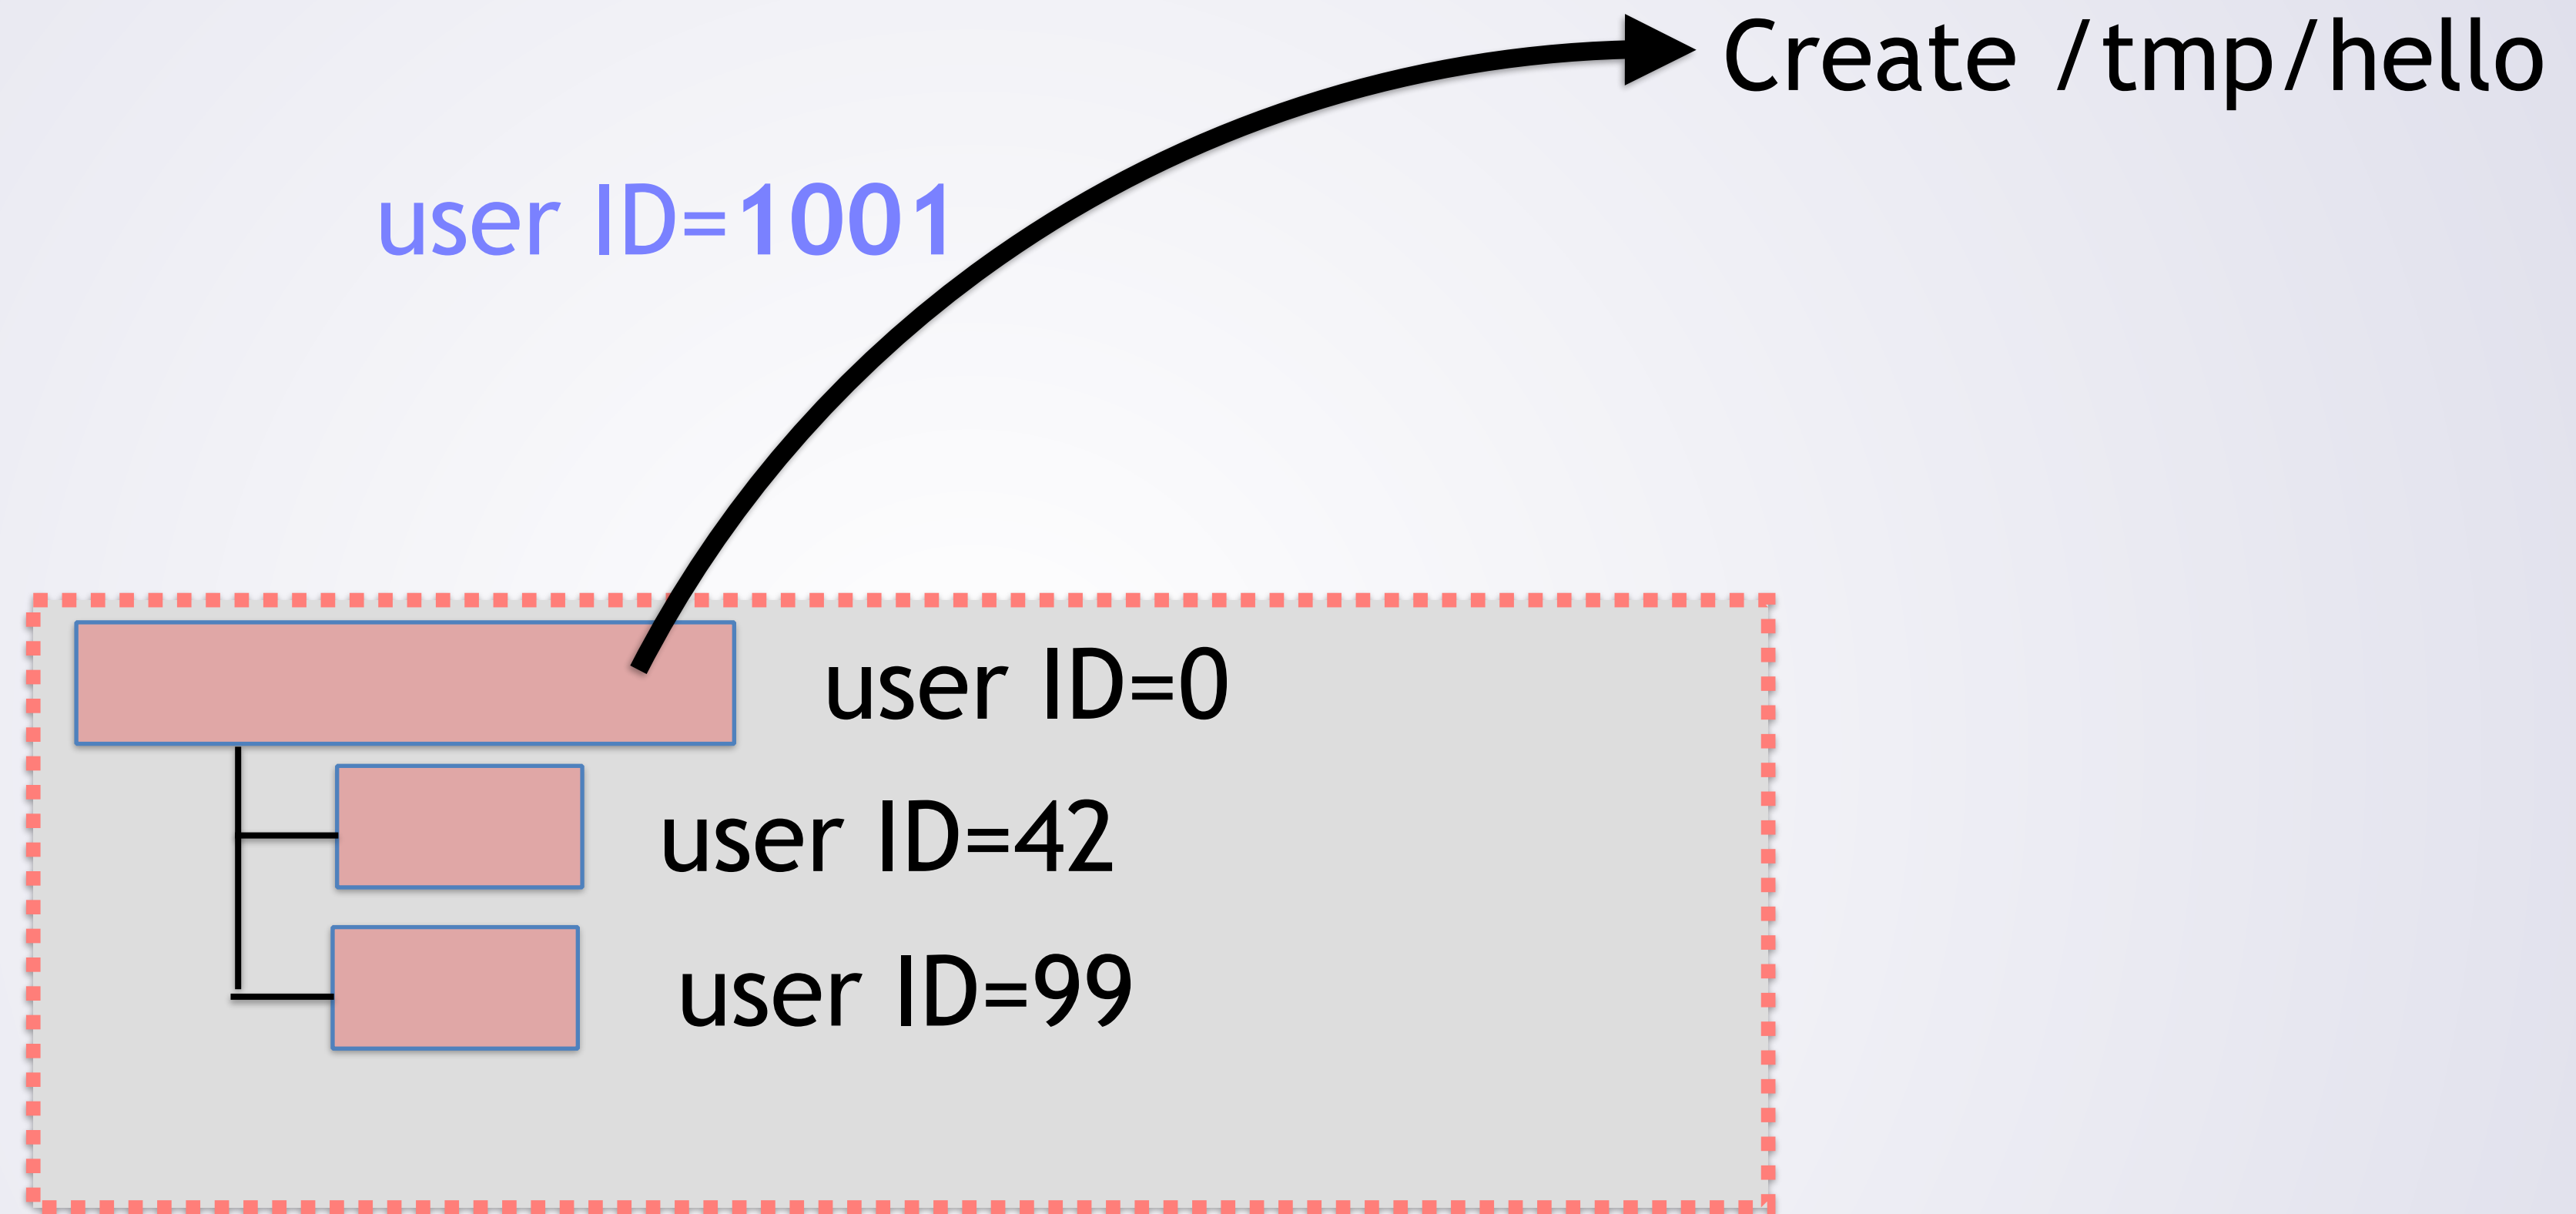 Create /tmp/hello
user ID=1001
user ID=0
user ID=42
user ID=99